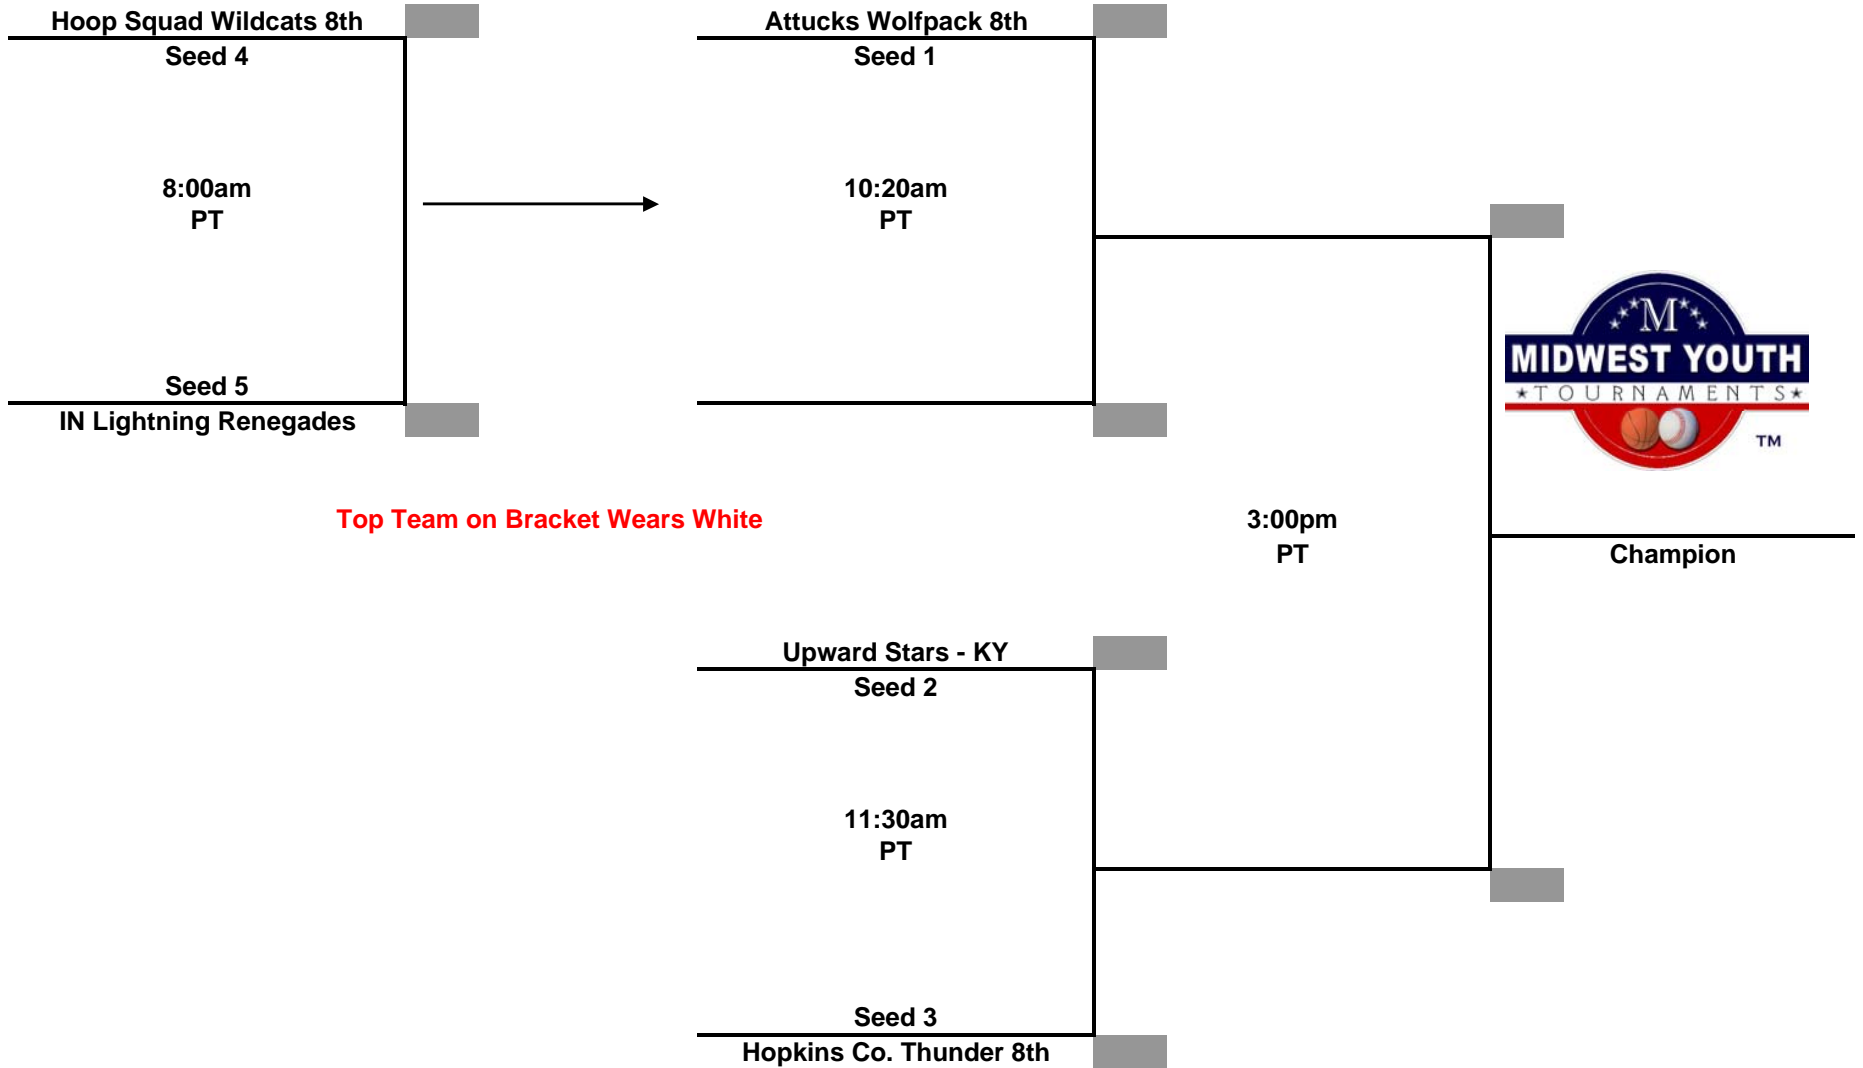 Hoop Squad Wildcats 8th
Seed 4
8:00am
PT
Seed 5
IN Lightning Renegades
Attucks Wolfpack 8th
Seed 1
10:20am
PT
M
MIDWEST YOUTH
TOURNAMENTS
TM
Top Team on Bracket Wears White
3:00pm
PT
Champion
Upward Stars - KY
Seed 2
11:30am
PT
Seed 3
Hopkins Co. Thunder 8th